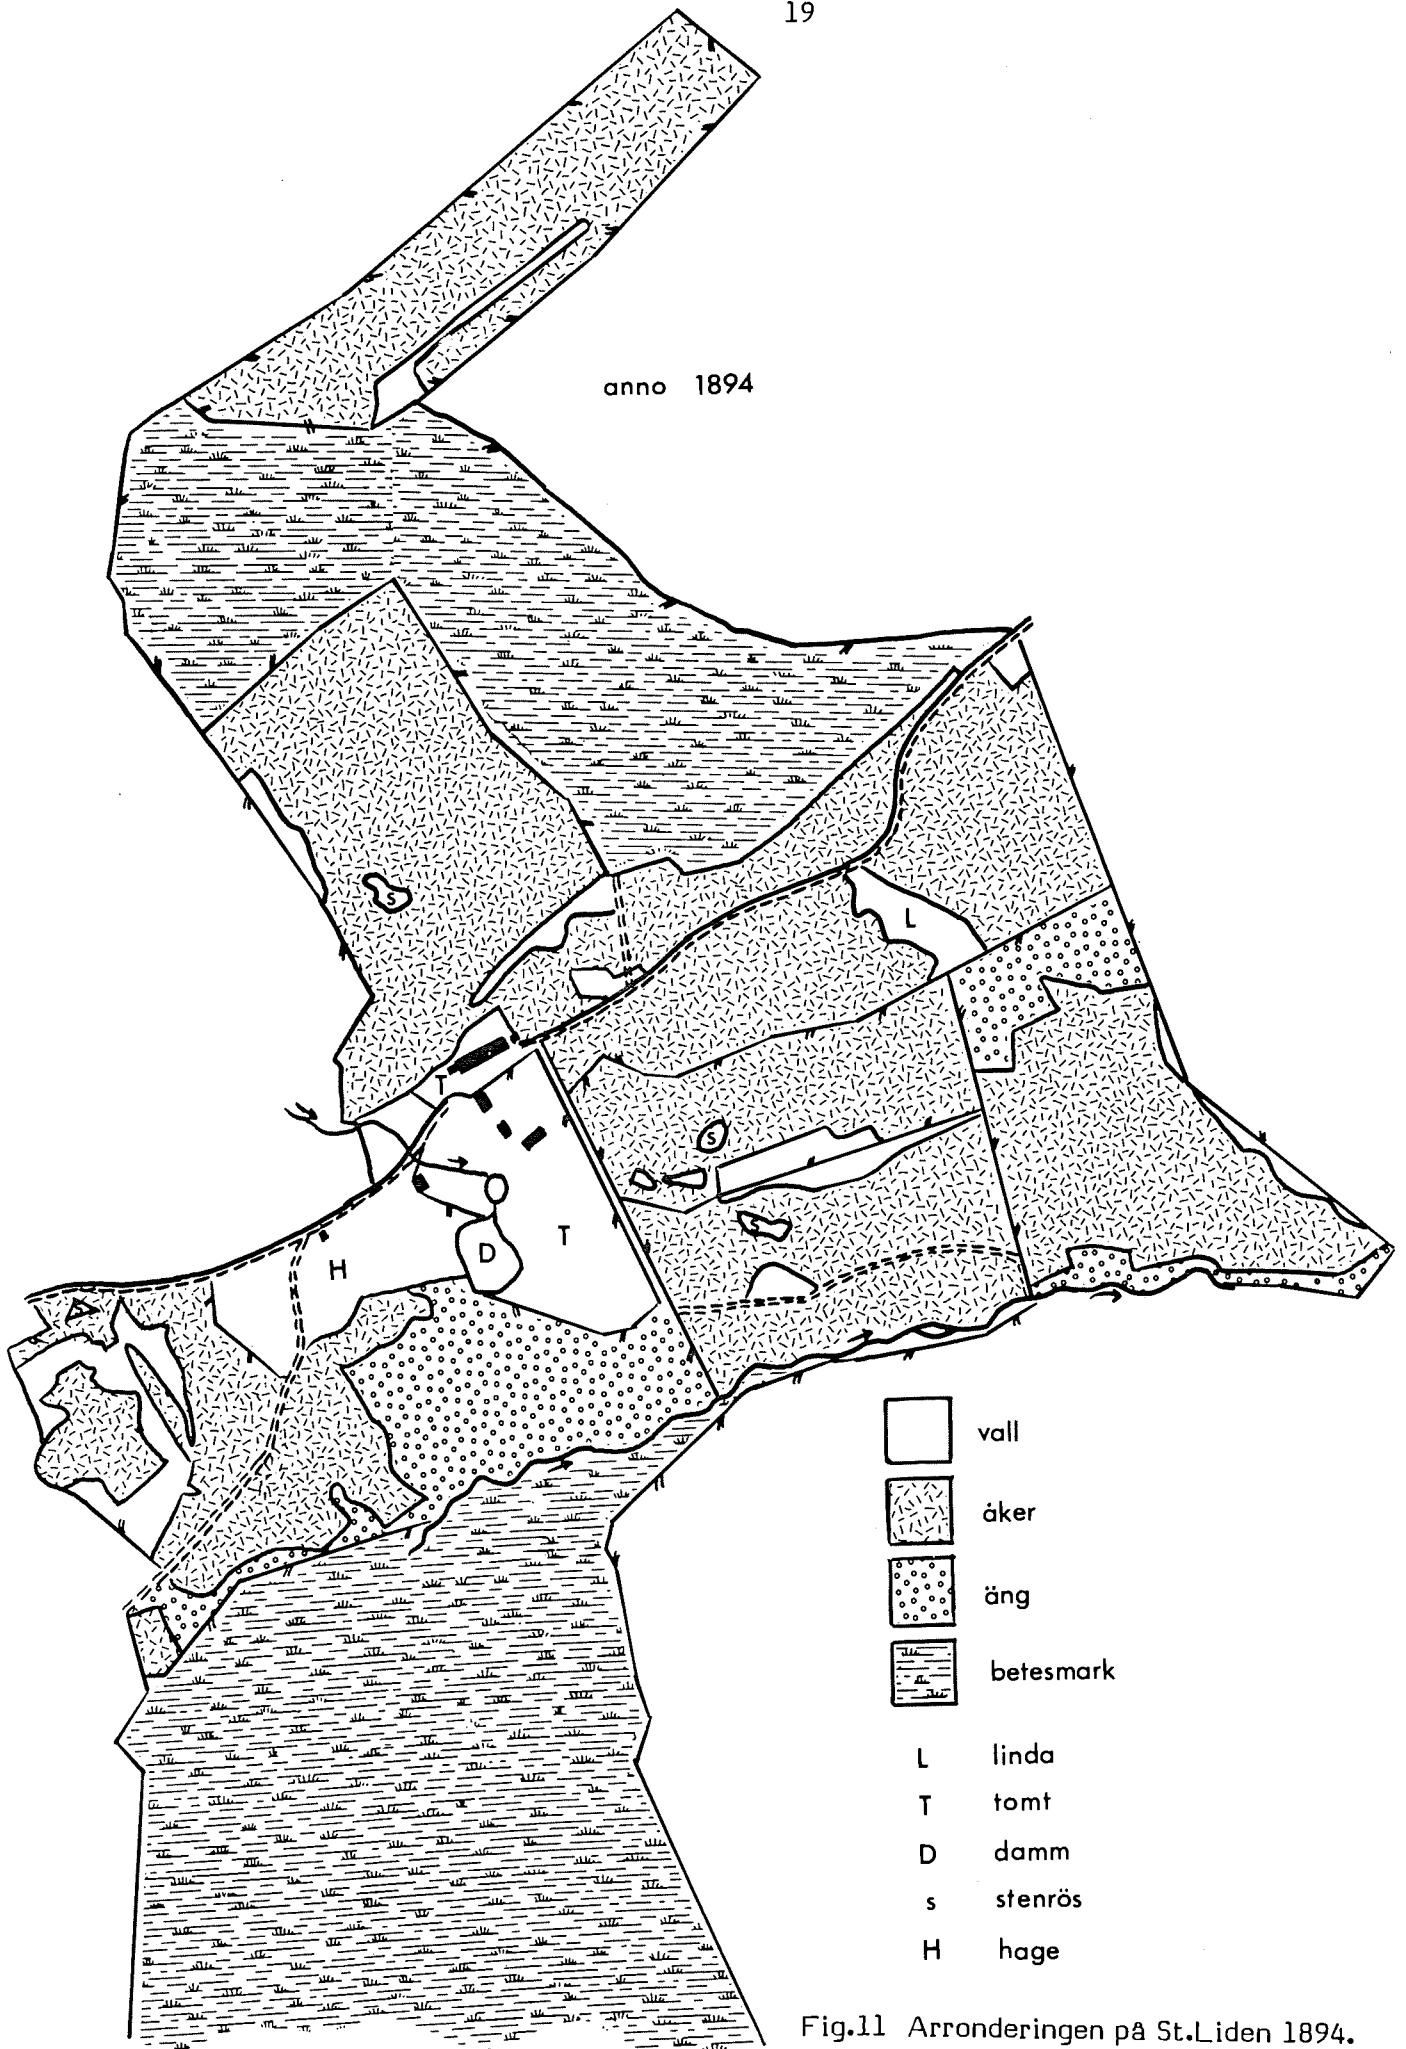 19
anno 1894
s
L
T
s
s
T
D
H
vall
åker
äng
betesmark
L linda
T tomt
D damm
s stenrös
H hage
Fig.11 Arronderingen på St.Liden 1894.